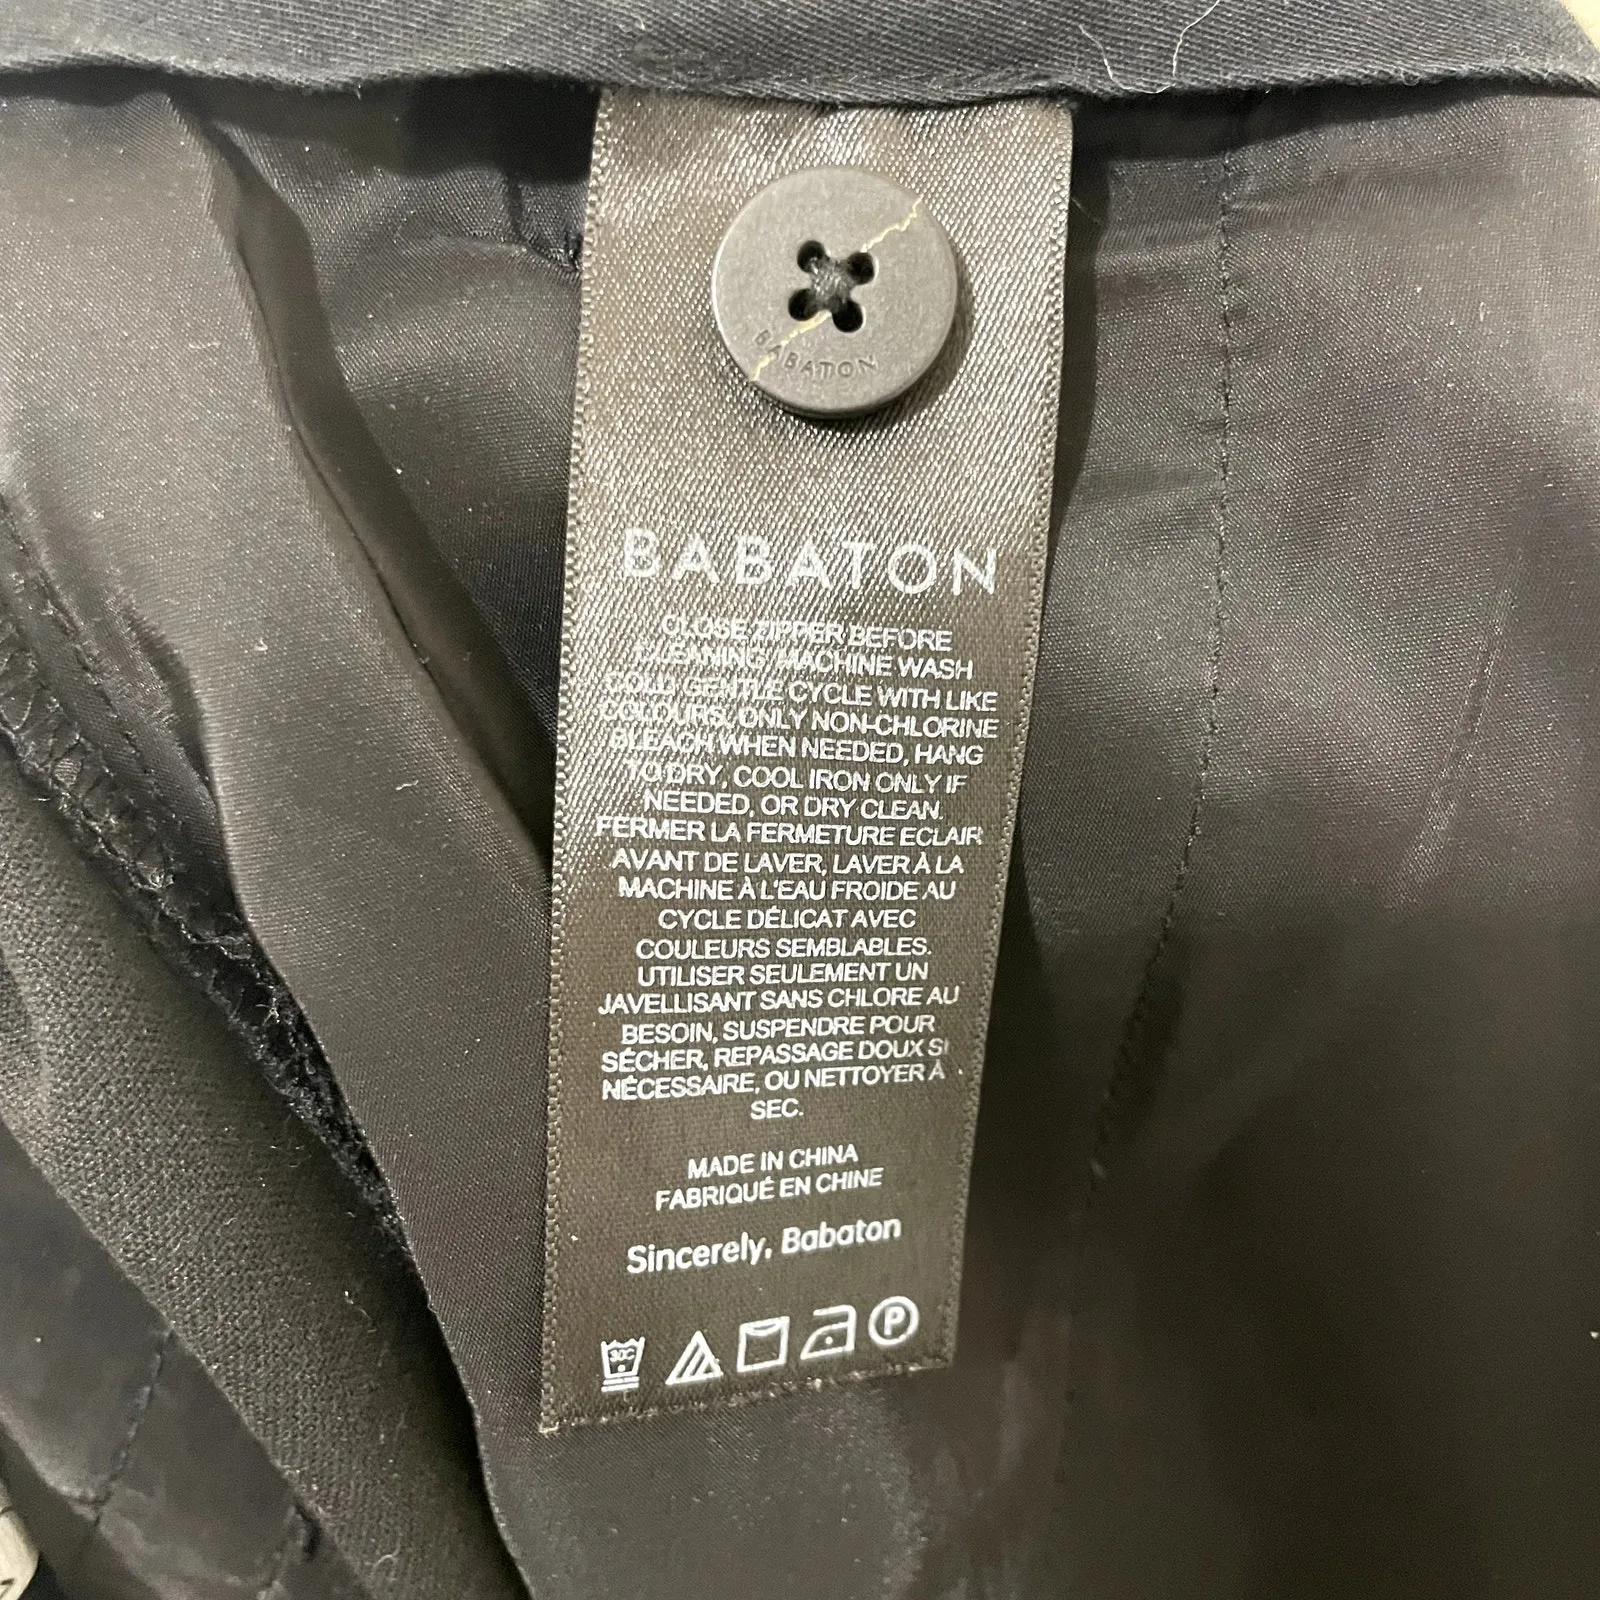 BABATON
BABATON
CLOSE ZIPPER BEFORE
CLEANING, MACHINE WASH
COLD GENTLE CYCLE WITH LIKE
COLOURS, ONLY NON-CHLORINE
BLEACH WHEN NEEDED, HANG
TO DRY, COOL IRON ONLY IF
NEEDED, OR DRY CLEAN.
FERMER LA FERMETURE ECLAIR
AVANT DE LAVER, LAVER À LA
MACHINE À L'EAU FROIDE AU
CYCLE DÉLICAT AVEC
COULEURS SEMBLABLES.
UTILISER SEULEMENT UN
JAVELLISANT SANS CHLORE AU
BESOIN, SUSPENDRE POUR
SÉCHER, REPASSAGE DOUX SI
NÉCESSAIRE, OU NETTOYER À
SEC.
MADE IN CHINA
FABRIQUÉ EN CHINE
Sincerely, Babaton
30C P